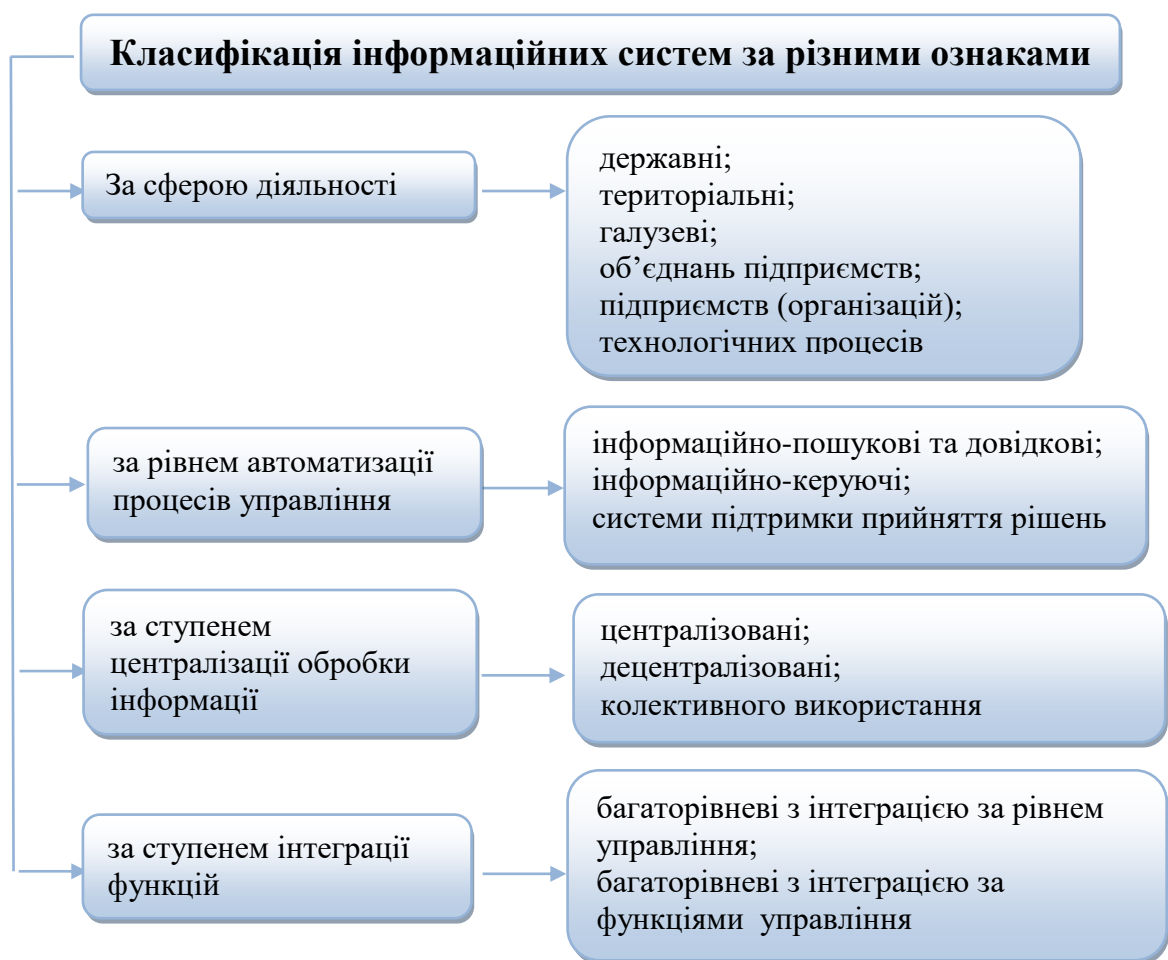 Класифікація інформаційних систем за різними ознаками
За сферою діяльності
державні;
територіальні;
галузеві;
об’єднань підприємств;
підприємств (організацій);
технологічних процесів
за рівнем автоматизації
процесів управління
інформаційно-пошукові та довідкові;
інформаційно-керуючі;
системи підтримки прийняття рішень
за ступенем
централізації обробки
інформації
централізовані;
децентралізовані;
колективного використання
за ступенем інтеграції
функцій
багаторівневі з інтеграцією за рівнем
управління;
багаторівневі з інтеграцією за
функціями  управління